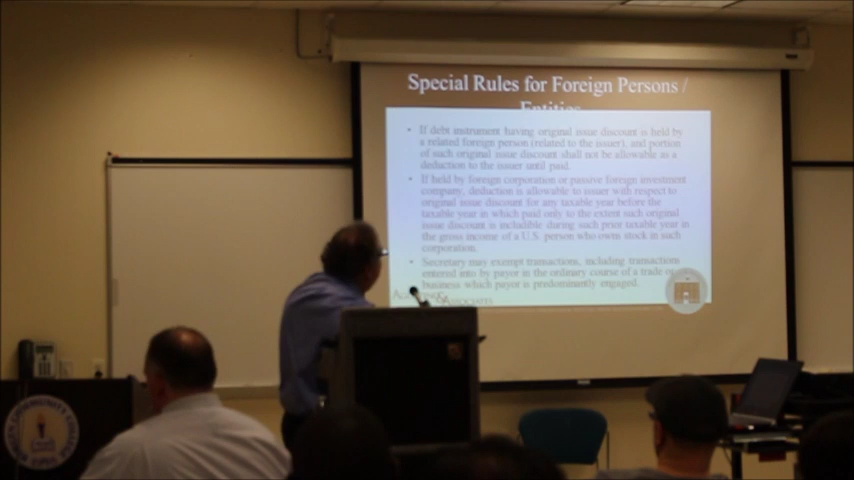 Special Rules for Foreign Persons /
Entities
• If debt instrument having original issue discount is held by
a related foreign person (related to the issuer), and portion
of such original issue discount shall not be allowable as a
deduction to the issuer until paid.
• If held by foreign corporation or passive foreign investment
company, deduction is allowable to issuer with respect to
original issue discount for any taxable year before the
taxable year in which paid only to the extent such original
issue discount is includible during such prior taxable year in
the gross income of a U.S. person who owns stock in such
corporation.
• Secretary may exempt transactions, including transactions
entered into by payor in the ordinary course of a trade or
business which payor is predominantly engaged.
Associates
COMMUNITY COLLEGE